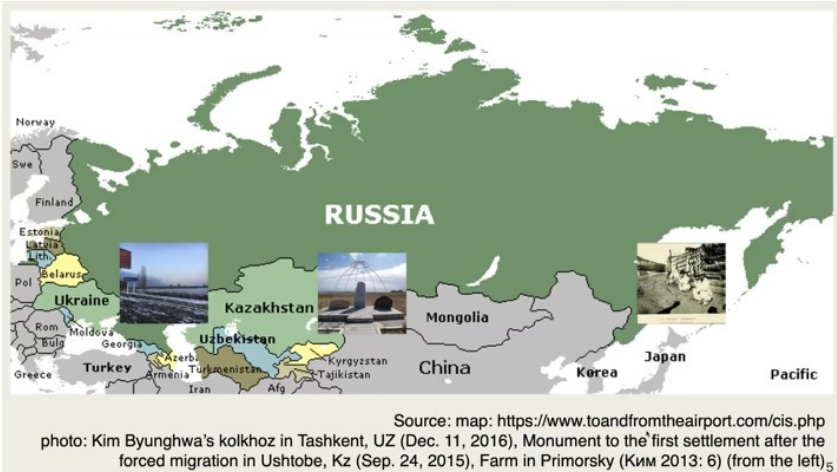 Norway
Swe
Finland
RUSSIA
Estonia
Latvia
Lith.
Belarus
Pol
Ukraine
Kazakhstan
Mongolia
Rom
Moldova
Uzbekistan
Bulg
Georgia
Japan
Azerb.
Kyrgyzstan
Greece
Turkey
Armenia
Turkmenistan
Tajikistan
China
Korea
Pacific
Iran
Afg
Source: map: https://www.toandfromtheairport.com/cis.php
photo: Kim Byunghwa's kolkhoz in Tashkent, UZ (Dec. 11, 2016), Monument to the first settlement after the
forced migration in Ushtobe, Kz (Sep. 24, 2015), Farm in Primorsky (Ким 2013: 6) (from the left)
5